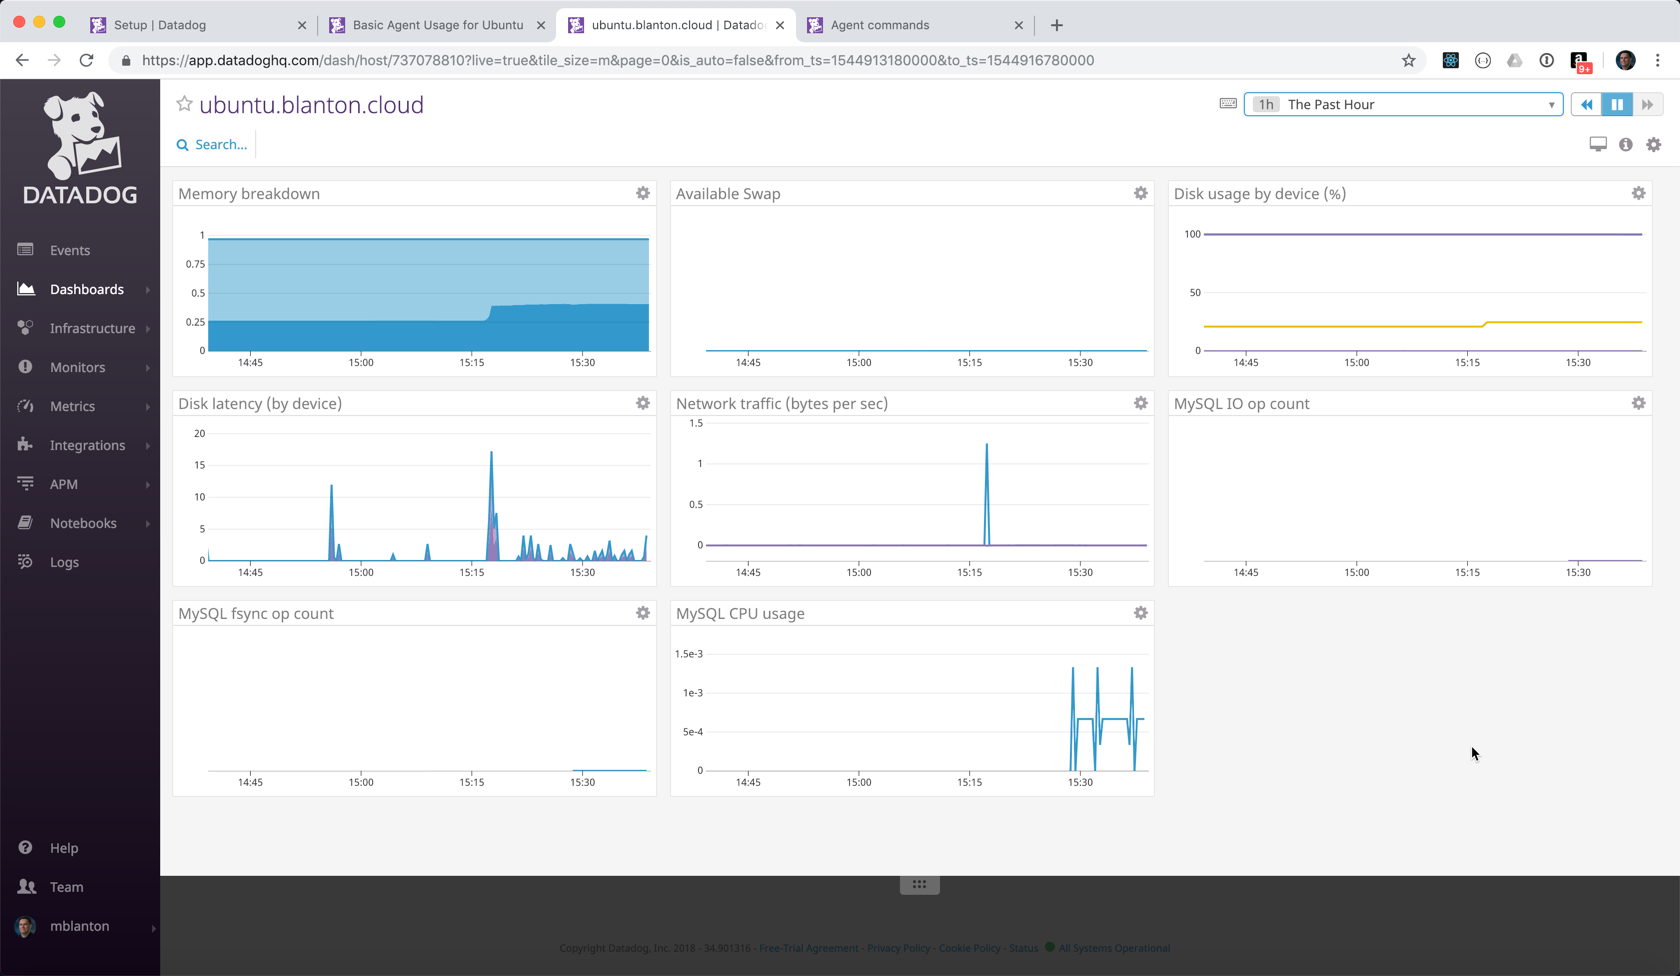 Setup | Datadog
Basic Agent Usage for Ubuntu
ubuntu.blanton.cloud | Datado
Agent commands
https://app.datadoghq.com/dash/host/737078810?live=true&tile_size=m&page=0&is_auto=false&from_ts=1544913180000&to_ts=1544916780000
a
9+
DATADOG
Events
Dashboards
Infrastructure
Monitors
Metrics
Integrations
APM
Notebooks
Logs
Help
Team
mblanton
ubuntu.blanton.cloud
1h The Past Hour
Search...
Memory breakdown
1
0.75
0.5
0.25
0
14:45 15:00 15:15 15:30
Available Swap
14:45 15:00 15:15 15:30
Disk usage by device (%)
100
50
0
14:45 15:00 15:15 15:30
Disk latency (by device)
20
15
10
5
0
14:45 15:00 15:15 15:30
Network traffic (bytes per sec)
1.5
1
0.5
0
14:45 15:00 15:15 15:30
MySQL IO op count
14:45 15:00 15:15 15:30
MySQL fsync op count
14:45 15:00 15:15 15:30
MySQL CPU usage
1.5e-3
1e-3
5e-4
0
14:45 15:00 15:15 15:30
Copyright Datadog, Inc. 2018 - 34.901316 - Free-Trial Agreement - Privacy Policy - Cookie Policy - Status All Systems Operational